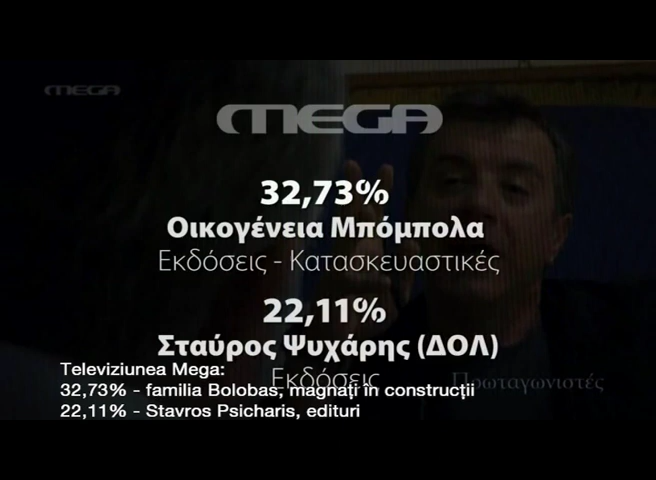 MEGA
MEGA
32,73%
Οικογένεια Μπόμπολα
Εκδόσεις - Κατασκευαστικές
22,11%
Σταύρος Ψυχάρης (ΔΟΛ)
Εκδόσεις
Πρωταγωνιστές
Televiziunea Mega:
32,73% - familia Bolobas, magnați în construcții
22,11% - Stavros Psicharis, edituri